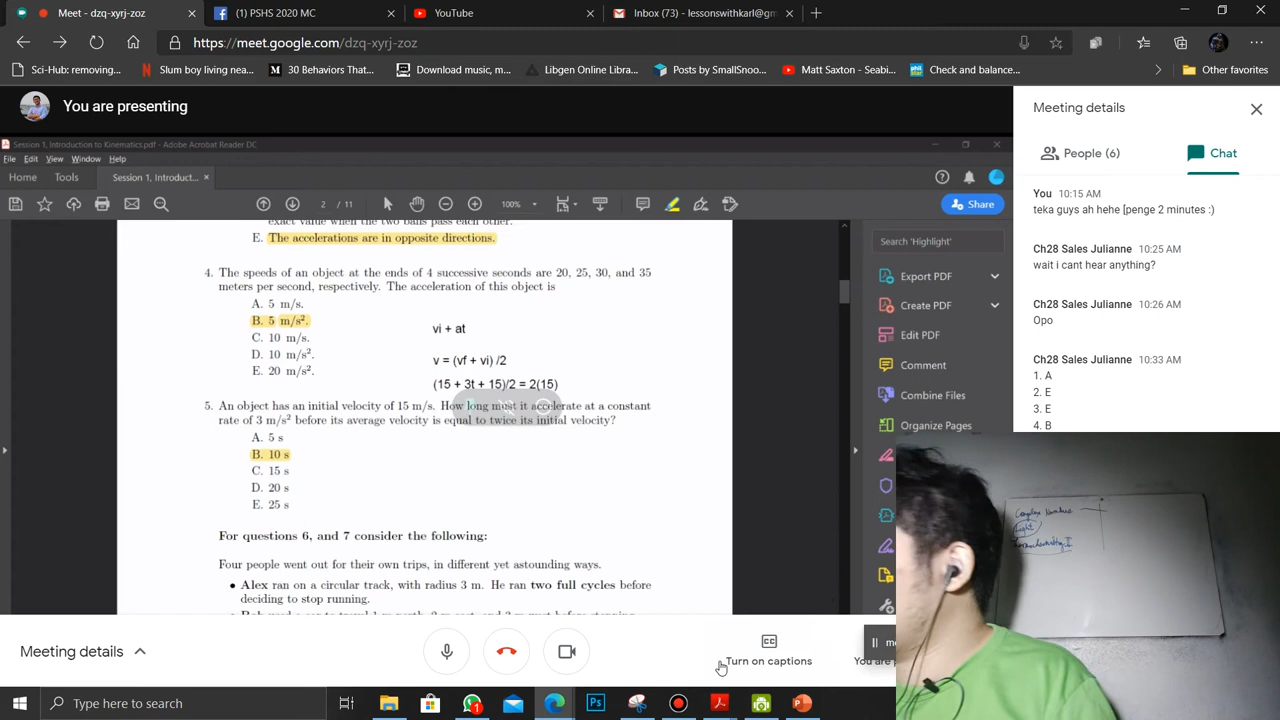 Meet - dzq-xyrj-zoz
(1) PSHS 2020 MC
YouTube
Inbox (73) - lessonswithkarl@gm
https://meet.google.com/dzq-xyrj-zoz
Sci-Hub: removing...
Slum boy living nea...
30 Behaviors That...
Download music, m...
Libgen Online Libra...
Posts by SmallSnoo...
Matt Saxton - Seabi...
Check and balance...
Other favorites
You are presenting
Session 1, Introduction to Kinematics.pdf - Adobe Acrobat Reader DC
File Edit View Window Help
Home Tools Session 1, Introduct...
2 / 11
100%
Share
exact value when the two balls pass each other.
E. The accelerations are in opposite directions.
4. The speeds of an object at the ends of 4 successive seconds are 20, 25, 30, and 35
meters per second, respectively. The acceleration of this object is
A. 5 m/s.
B. 5 m/s².
C. 10 m/s.
D. 10 m/s².
E. 20 m/s².
vi + at
v = (vf + vi) /2
(15 + 3t + 15)/2 = 2(15)
5. An object has an initial velocity of 15 m/s. How long must it accelerate at a constant
rate of 3 m/s² before its average velocity is equal to twice its initial velocity?
A. 5 s
B. 10 s
C. 15 s
D. 20 s
E. 25 s
For questions 6, and 7 consider the following:
Four people went out for their own trips, in different yet astounding ways.
• Alex ran on a circular track, with radius 3 m. He ran two full cycles before
deciding to stop running.
Search 'Highlight'
Export PDF
Create PDF
Edit PDF
Comment
Combine Files
Organize Pages
Meeting details
People (6)
Chat
You 10:15 AM
teka guys ah hehe [penge 2 minutes :)
Ch28 Sales Julianne 10:25 AM
wait i cant hear anything?
Ch28 Sales Julianne 10:26 AM
Opo
Ch28 Sales Julianne 10:33 AM
1. A
2. E
3. E
4. B
Complex Numbers
Light
Meeting details
Turn on captions
You are
Type here to search